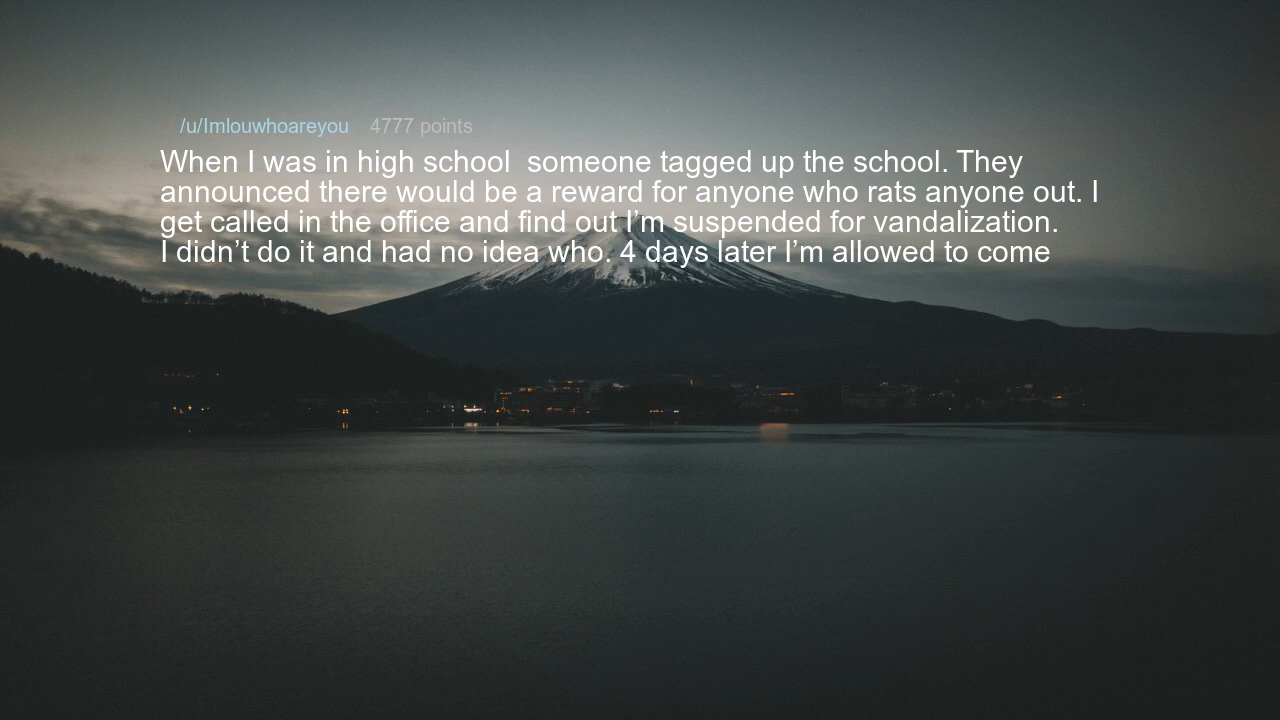 /u/Imlouwhoareyou 4777 points
When I was in high school  someone tagged up the school. They
announced there would be a reward for anyone who rats anyone out. I
get called in the office and find out I’m suspended for vandalization.
I didn’t do it and had no idea who. 4 days later I’m allowed to come